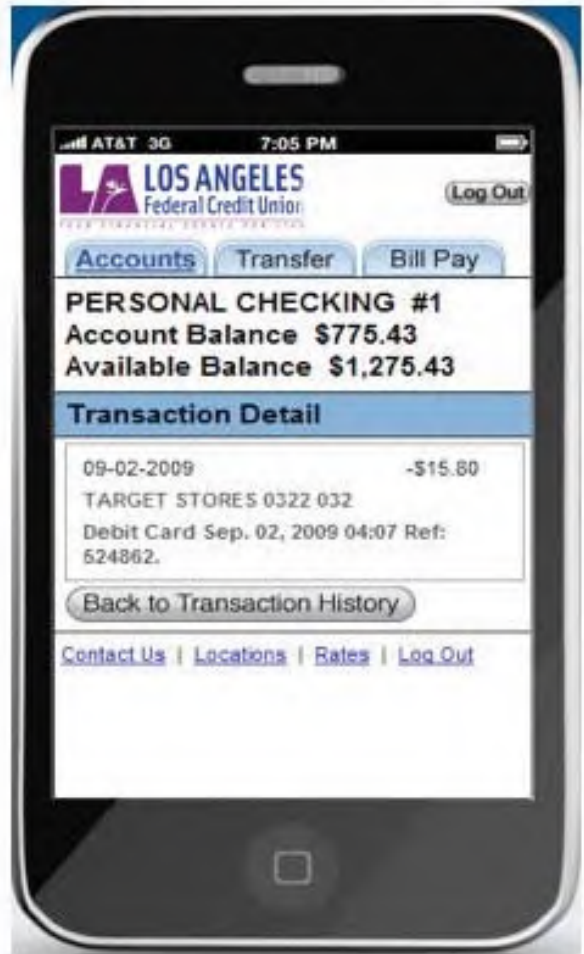 AT&T 3G 7:05 PM
LOS ANGELES
Federal Credit Union
Log Out
Accounts Transfer Bill Pay
PERSONAL CHECKING #1
Account Balance $775.43
Available Balance $1,275.43
Transaction Detail
09-02-2009 -$15.80
TARGET STORES 0322 032
Debit Card Sep. 02, 2009 04:07 Ref:
524862.
Back to Transaction History
Contact Us | Locations | Rates | Log Out